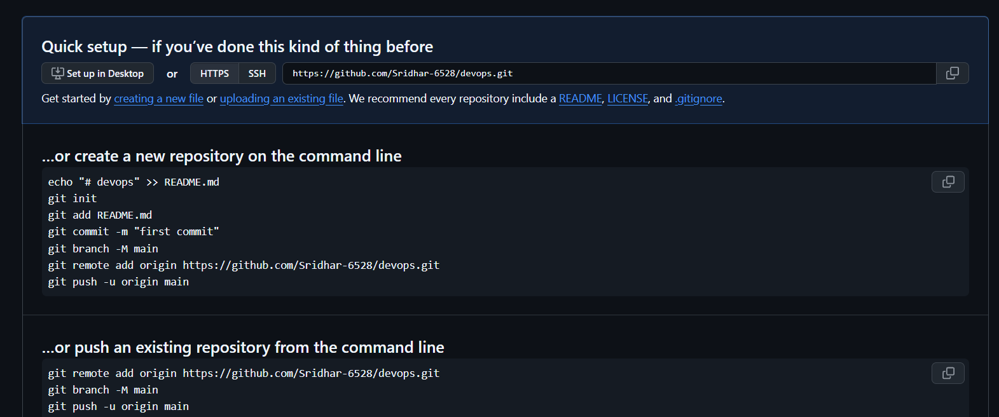 Quick setup — if you’ve done this kind of thing before
Set up in Desktop or HTTPS SSH https://github.com/Sridhar-6528/devops.git
Get started by creating a new file or uploading an existing file. We recommend every repository include a README, LICENSE, and .gitignore.
…or create a new repository on the command line
echo "# devops" >> README.md
git init
git add README.md
git commit -m "first commit"
git branch -M main
git remote add origin https://github.com/Sridhar-6528/devops.git
git push -u origin main
…or push an existing repository from the command line
git remote add origin https://github.com/Sridhar-6528/devops.git
git branch -M main
git push -u origin main